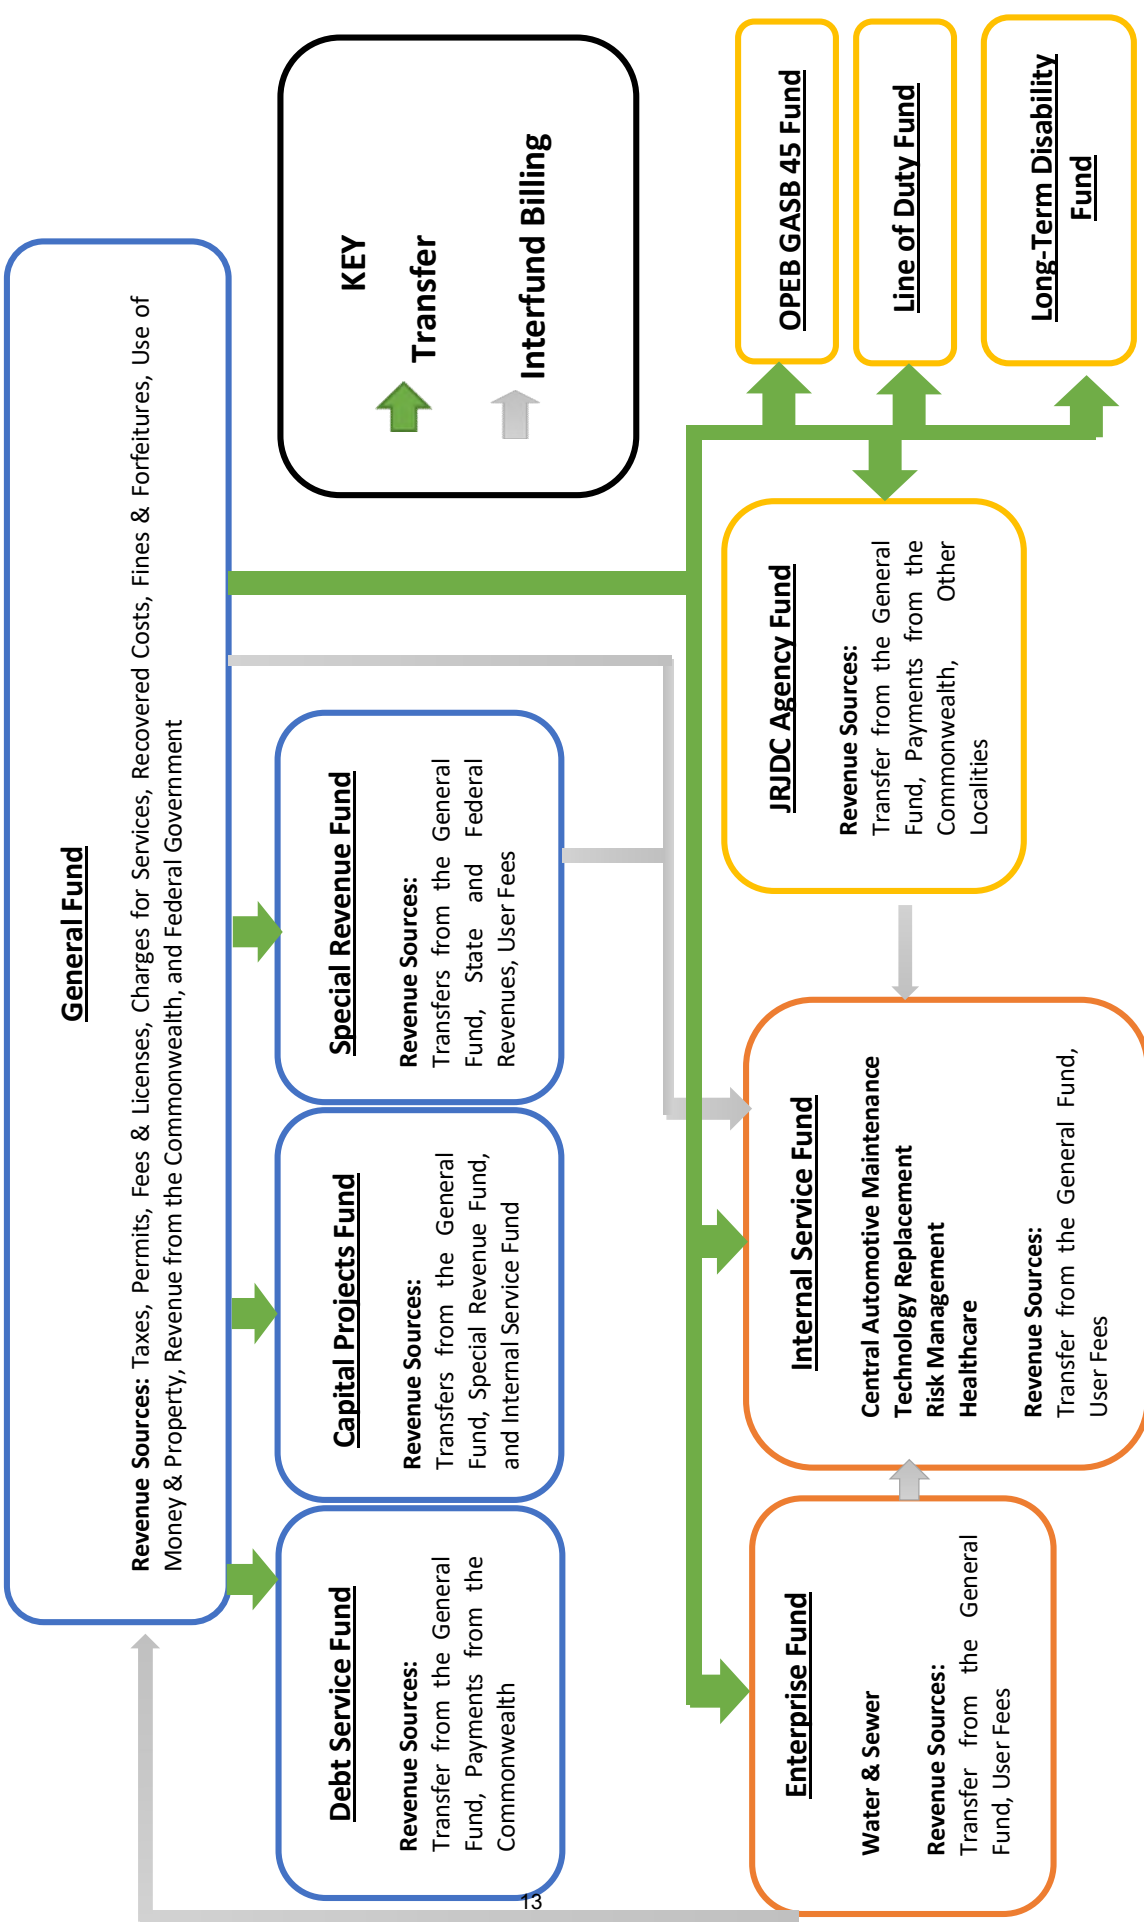 General Fund
Revenue Sources: Taxes, Permits, Fees & Licenses, Charges for Services, Recovered Costs, Fines & Forfeitures, Use of
Money & Property, Revenue from the Commonwealth, and Federal Government
Debt Service Fund
Revenue Sources:
Transfer from the General
Fund, Payments from the
Commonwealth
Capital Projects Fund
Revenue Sources:
Transfers from the General
Fund, Special Revenue Fund,
and Internal Service Fund
Special Revenue Fund
Revenue Sources:
Transfers from the General
Fund, State and Federal
Revenues, User Fees
KEY
Transfer
Interfund Billing
Enterprise Fund
Water & Sewer
Revenue Sources:
Transfer from the General
Fund, User Fees
Internal Service Fund
Central Automotive Maintenance
Technology Replacement
Risk Management
Healthcare
Revenue Sources:
Transfer from the General Fund,
User Fees
JRJDC Agency Fund
Revenue Sources:
Transfer from the General
Fund, Payments from the
Commonwealth, Other
Localities
OPEB GASB 45 Fund
Line of Duty Fund
Long-Term Disability
Fund
13